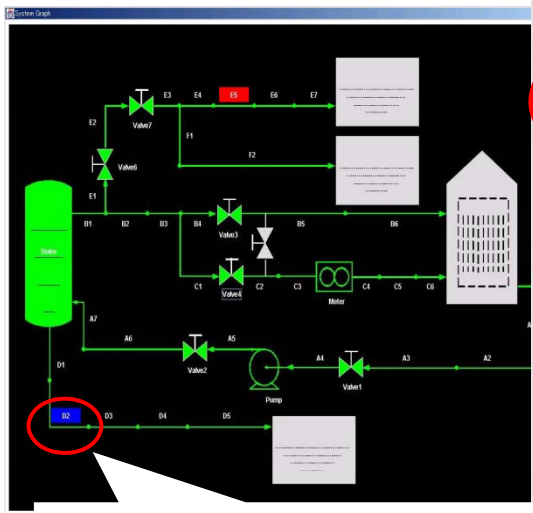 System Graph
E3 E4 E5 E6 E7
Valve7
E2
F1
Valve6
F2
E1
B1 B2 B3 B4 B5 B6
Valve3
C1 C2 C3 C4 C5 C6
Valve4
Meter
A7
A6 A5 A4 A3 A2
Valve2
Valve1
D1
Pump
D2 D3 D4 D5